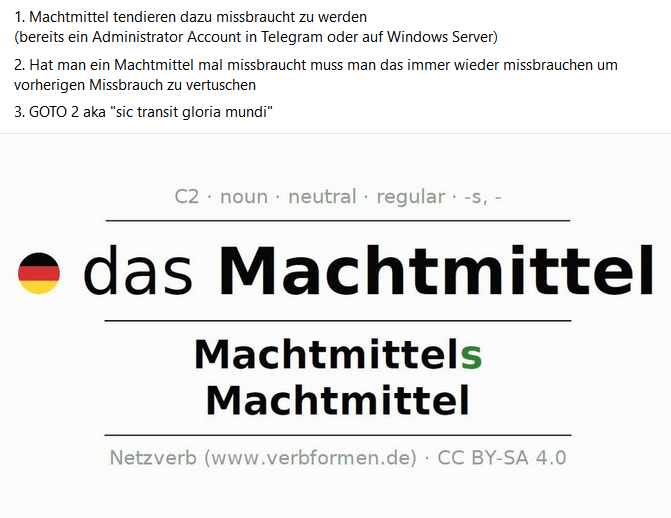 1. Machtmittel tendieren dazu missbraucht zu werden
(bereits ein Administrator Account in Telegram oder auf Windows Server)
2. Hat man ein Machtmittel mal missbraucht muss man das immer wieder missbrauchen um
vorherigen Missbrauch zu vertuschen
3. GOTO 2 aka "sic transit gloria mundi"
C2 · noun · neutral · regular · -s, -
das Machtmittel
Machtmittels
Machtmittel
Netzverb (www.verbformen.de) · CC BY-SA 4.0